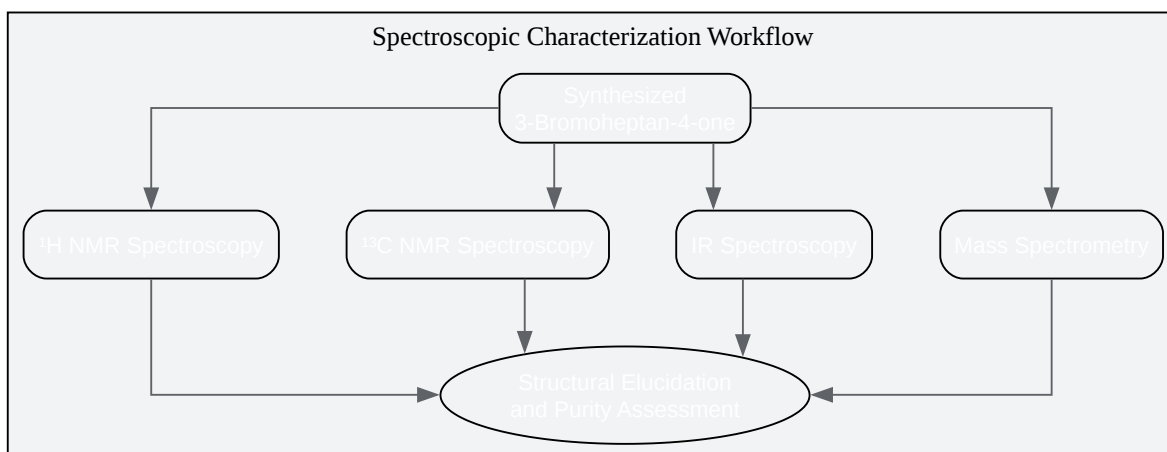 Spectroscopic Characterization Workflow
Synthesized
3-Bromoheptan-4-one
¹H NMR Spectroscopy
¹³C NMR Spectroscopy
IR Spectroscopy
Mass Spectrometry
Structural Elucidation
and Purity Assessment